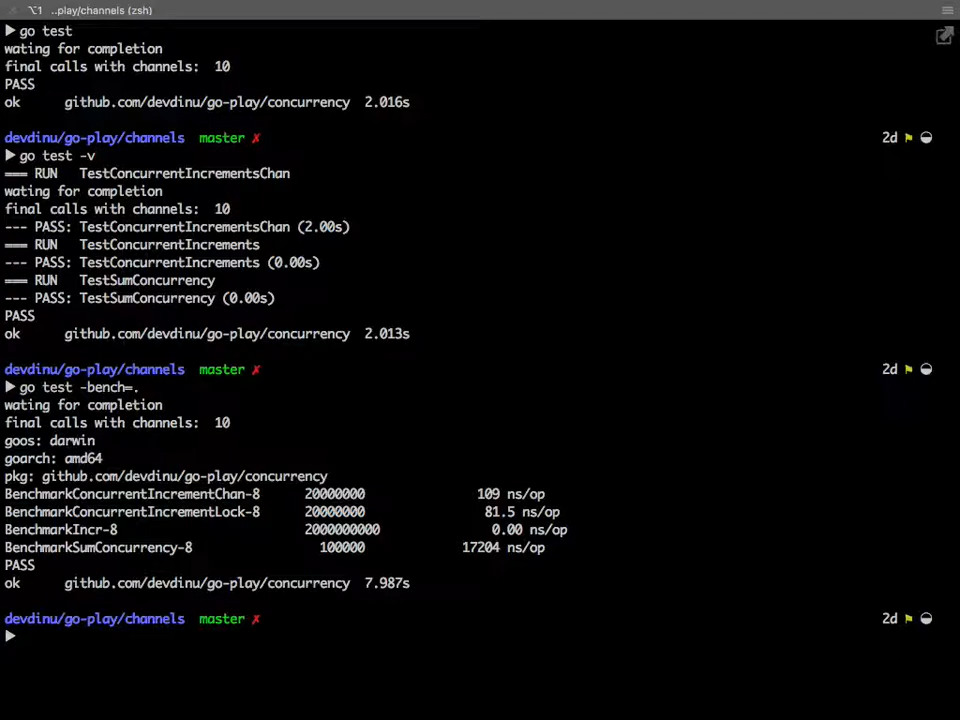 ⌥1 ..play/channels (zsh)
▶go test
wating for completion
final calls with channels:  10
PASS
ok      github.com/devdinu/go-play/concurrency  2.016s
devdinu/go-play/channels  master ✗  2d ⚑ ◒
▶go test -v
=== RUN   TestConcurrentIncrementsChan
wating for completion
final calls with channels:  10
--- PASS: TestConcurrentIncrementsChan (2.00s)
=== RUN   TestConcurrentIncrements
--- PASS: TestConcurrentIncrements (0.00s)
=== RUN   TestSumConcurrency
--- PASS: TestSumConcurrency (0.00s)
PASS
ok      github.com/devdinu/go-play/concurrency  2.013s
devdinu/go-play/channels  master ✗  2d ⚑ ◒
▶go test -bench=.
wating for completion
final calls with channels:  10
goos: darwin
goarch: amd64
pkg: github.com/devdinu/go-play/concurrency
BenchmarkConcurrentIncrementChan-8      20000000               109 ns/op
BenchmarkConcurrentIncrementLock-8      20000000                81.5 ns/op
BenchmarkIncr-8                         2000000000               0.00 ns/op
BenchmarkSumConcurrency-8                 100000             17204 ns/op
PASS
ok      github.com/devdinu/go-play/concurrency  7.987s
devdinu/go-play/channels  master ✗  2d ⚑ ◒
▶